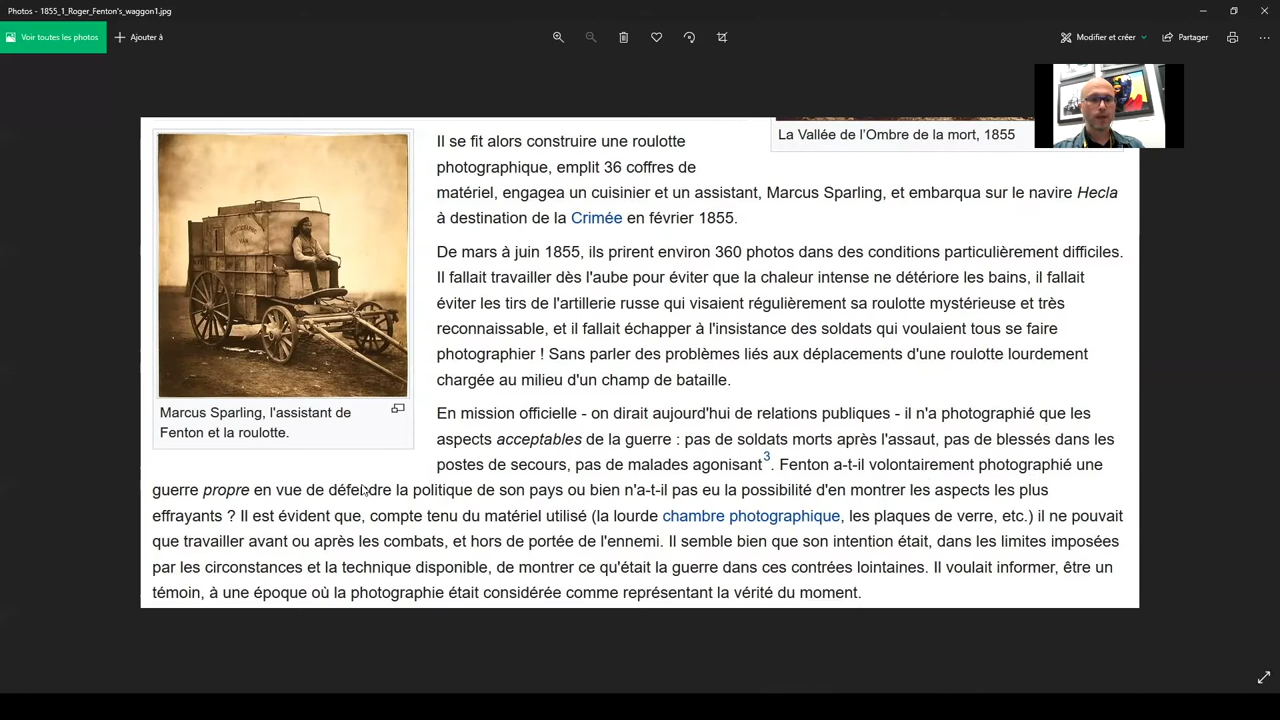 Photos - 1855_1_Roger_Fenton's_waggon1.jpg
Voir toutes les photos
Ajouter à
Modifier et créer
Partager
La Vallée de l'Ombre de la mort, 1855
Il se fit alors construire une roulotte
photographique, emplit 36 coffres de
matériel, engagea un cuisinier et un assistant, Marcus Sparling, et embarqua sur le navire Hecla
à destination de la Crimée en février 1855.
De mars à juin 1855, ils prirent environ 360 photos dans des conditions particulièrement difficiles.
Il fallait travailler dès l'aube pour éviter que la chaleur intense ne détériore les bains, il fallait
éviter les tirs de l'artillerie russe qui visaient régulièrement sa roulotte mystérieuse et très
reconnaissable, et il fallait échapper à l'insistance des soldats qui voulaient tous se faire
photographier ! Sans parler des problèmes liés aux déplacements d'une roulotte lourdement
chargée au milieu d'un champ de bataille.
Marcus Sparling, l'assistant de
Fenton et la roulotte.
En mission officielle - on dirait aujourd'hui de relations publiques - il n'a photographié que les
aspects acceptables de la guerre : pas de soldats morts après l'assaut, pas de blessés dans les
postes de secours, pas de malades agonisant3. Fenton a-t-il volontairement photographié une
guerre propre en vue de défendre la politique de son pays ou bien n'a-t-il pas eu la possibilité d'en montrer les aspects les plus
effrayants ? Il est évident que, compte tenu du matériel utilisé (la lourde chambre photographique, les plaques de verre, etc.) il ne pouvait
que travailler avant ou après les combats, et hors de portée de l'ennemi. Il semble bien que son intention était, dans les limites imposées
par les circonstances et la technique disponible, de montrer ce qu'était la guerre dans ces contrées lointaines. Il voulait informer, être un
témoin, à une époque où la photographie était considérée comme représentant la vérité du moment.